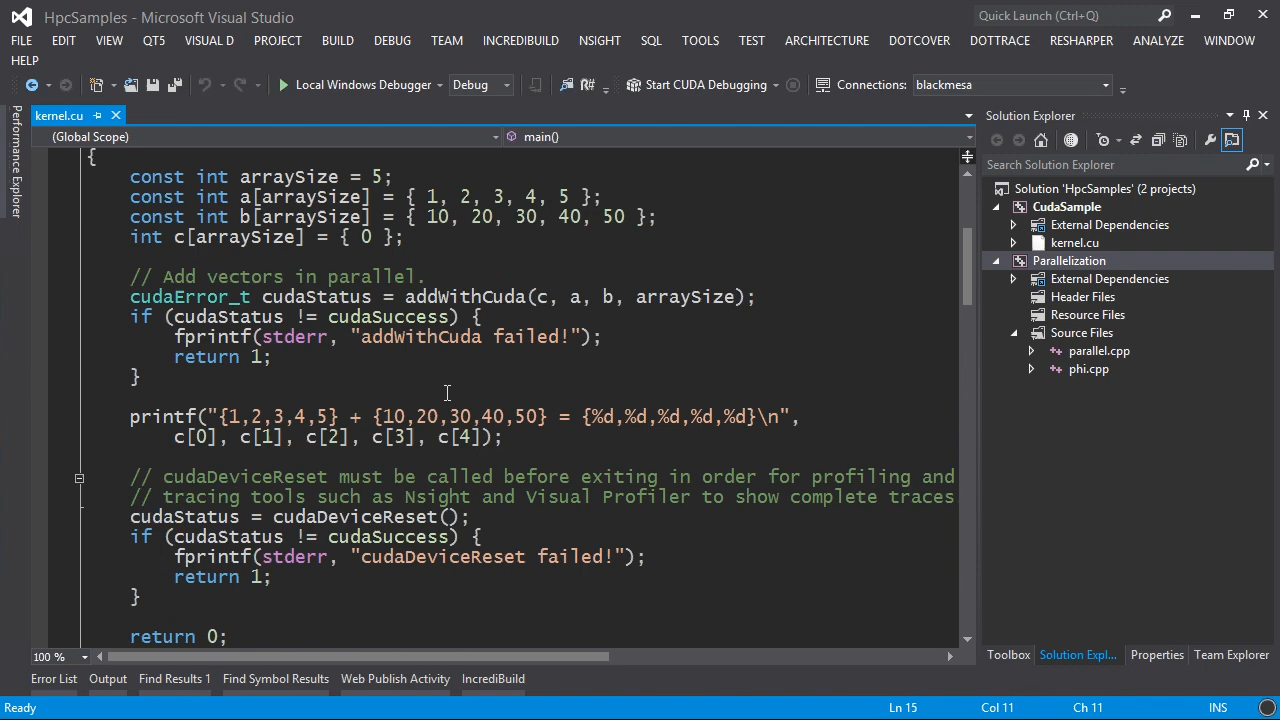 HpcSamples - Microsoft Visual Studio
Quick Launch (Ctrl+Q)
FILE EDIT VIEW QT5 VISUAL D PROJECT BUILD DEBUG TEAM INCREDIBUILD NSIGHT SQL TOOLS TEST ARCHITECTURE DOTCOVER DOTTRACE RESHARPER ANALYZE WINDOW
HELP
Local Windows Debugger Debug R# Start CUDA Debugging Connections: blackmesa
Performance Explorer
kernel.cu
(Global Scope) main()
{
const int arraySize = 5;
const int a[arraySize] = { 1, 2, 3, 4, 5 };
const int b[arraySize] = { 10, 20, 30, 40, 50 };
int c[arraySize] = { 0 };
// Add vectors in parallel.
cudaError_t cudaStatus = addWithCuda(c, a, b, arraySize);
if (cudaStatus != cudaSuccess) {
fprintf(stderr, "addWithCuda failed!");
return 1;
}
printf("{1,2,3,4,5} + {10,20,30,40,50} = {%d,%d,%d,%d,%d}\n",
c[0], c[1], c[2], c[3], c[4]);
// cudaDeviceReset must be called before exiting in order for profiling and
// tracing tools such as Nsight and Visual Profiler to show complete traces
cudaStatus = cudaDeviceReset();
if (cudaStatus != cudaSuccess) {
fprintf(stderr, "cudaDeviceReset failed!");
return 1;
}
return 0;
100 %
Solution Explorer
Search Solution Explorer
Solution 'HpcSamples' (2 projects)
CudaSample
External Dependencies
kernel.cu
Parallelization
External Dependencies
Header Files
Resource Files
Source Files
parallel.cpp
phi.cpp
Toolbox Solution Expl... Properties Team Explorer
Error List Output Find Results 1 Find Symbol Results Web Publish Activity IncrediBuild
Ready Ln 15 Col 11 Ch 11 INS